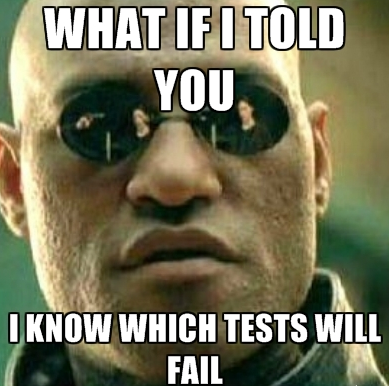 WHAT IF I TOLD
YOU
I KNOW WHICH TESTS WILL
FAIL